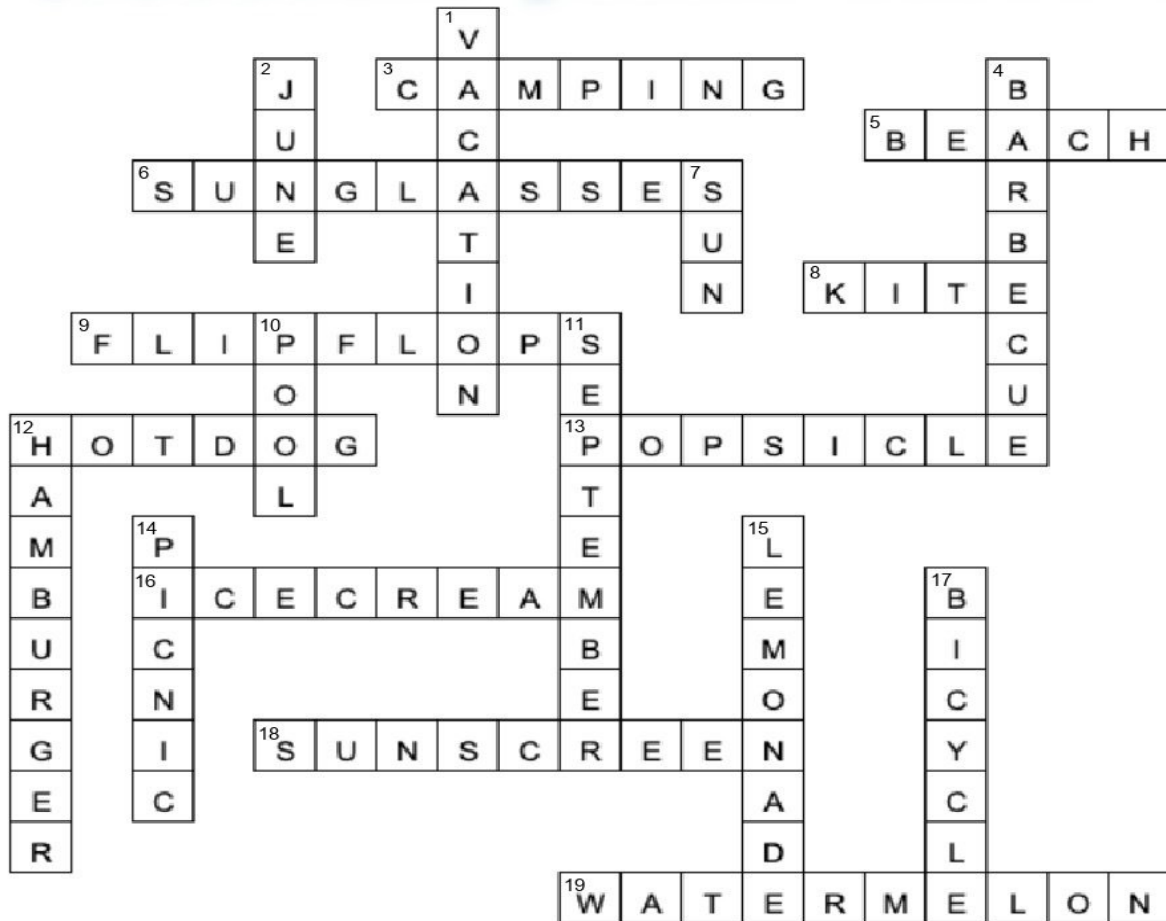 1 V
2 J 3 C A M P I N G 4 B
U C 5 B E A C H
6 S U N G L A S S E 7 S R
E T U B
I N 8 K I T E
9 F L I 10 P F L O P 11 S C
O N E U
12 H O T D O G 13 P O P S I C L E
A L T
M 14 P E 15 L
B 16 I C E C R E A M E 17 B
U C B M I
R N E O C
G I 18 S U N S C R E E N Y
E C A C
R D L
19 W A T E R M E L O N